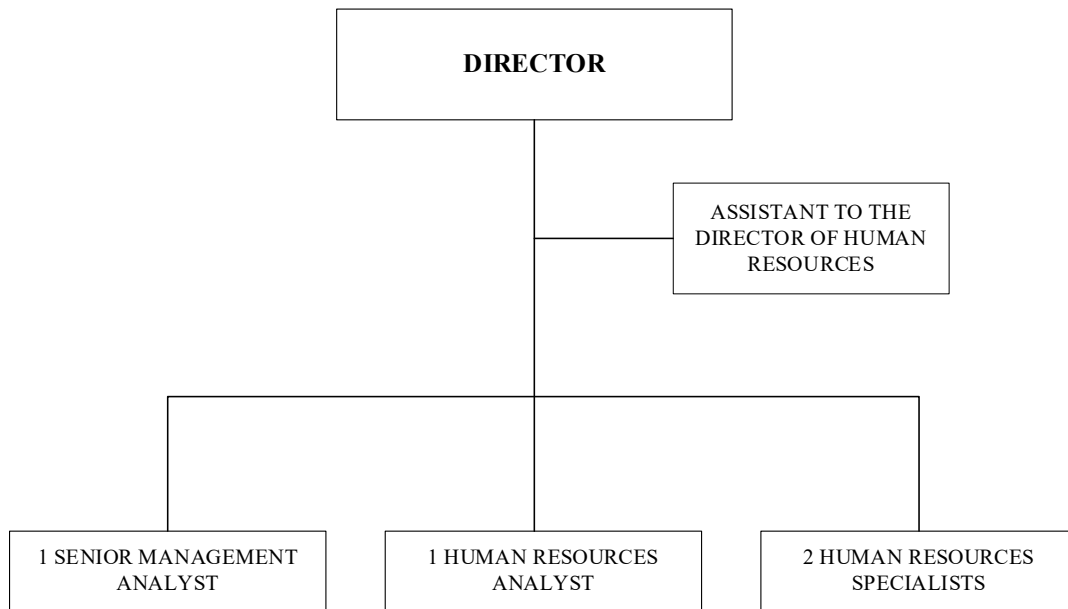 DIRECTOR
ASSISTANT TO THE
DIRECTOR OF HUMAN
RESOURCES
1 SENIOR MANAGEMENT
ANALYST
1 HUMAN RESOURCES
ANALYST
2 HUMAN RESOURCES
SPECIALISTS